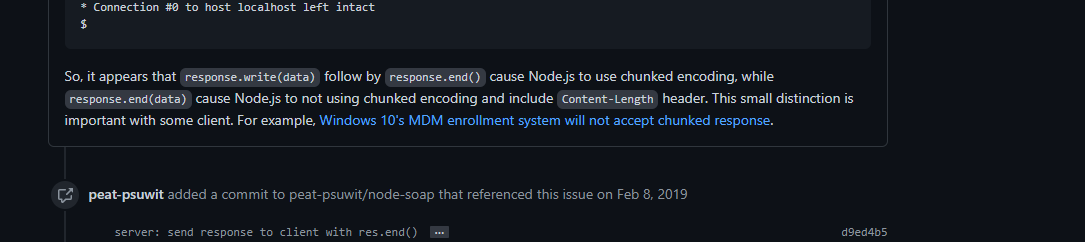 * Connection #0 to host localhost left intact
$
So, it appears that response.write(data) follow by response.end() cause Node.js to use chunked encoding, while
response.end(data) cause Node.js to not using chunked encoding and include Content-Length header. This small distinction is
important with some client. For example, Windows 10's MDM enrollment system will not accept chunked response.
peat-psuwit added a commit to peat-psuwit/node-soap that referenced this issue on Feb 8, 2019
server: send response to client with res.end() ... d9ed4b5